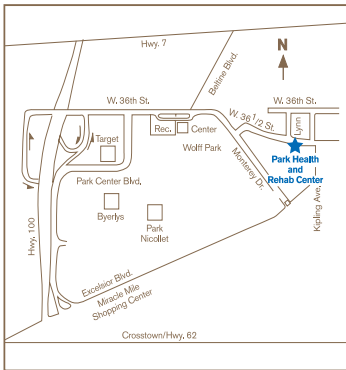 Hwy. 7
N
Beltine Blvd.
W. 36th St.
W. 36th St.
W. 36 1/2 St.
Lynn
Rec.
Center
Target
Wolff Park
Park Health
and
Rehab Center
Monterey Dr.
Kipling Ave.
Park Center Blvd.
Byerlys
Park
Nicollet
Hwy. 100
Excelsior Blvd.
Miracle Mile
Shopping Center
Crosstown/Hwy. 62